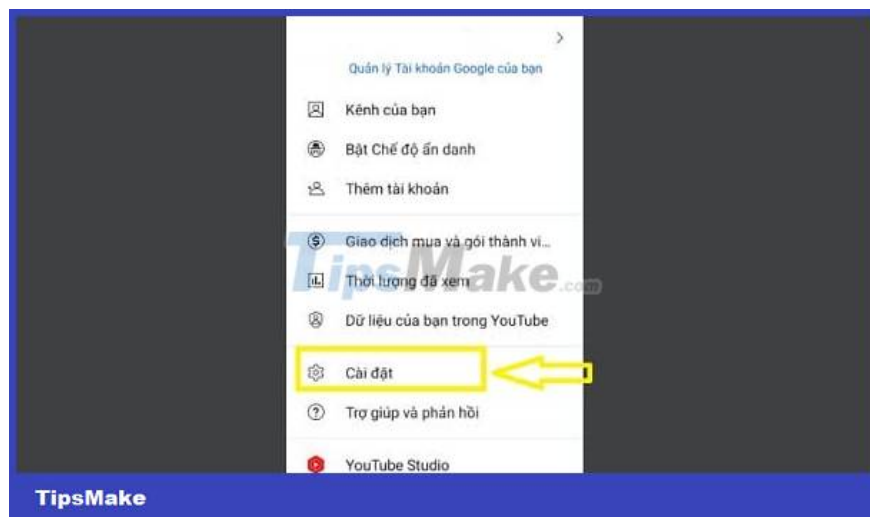 Quản lý Tài khoản Google của bạn
Kênh của bạn
Bật Chế độ ẩn danh
Thêm tài khoản
Giao dịch mua và gói thành vi...
TipsMake.com
Thời lượng đã xem
Dữ liệu của bạn trong YouTube
Cài đặt
Trợ giúp và phản hồi
YouTube Studio
TipsMake